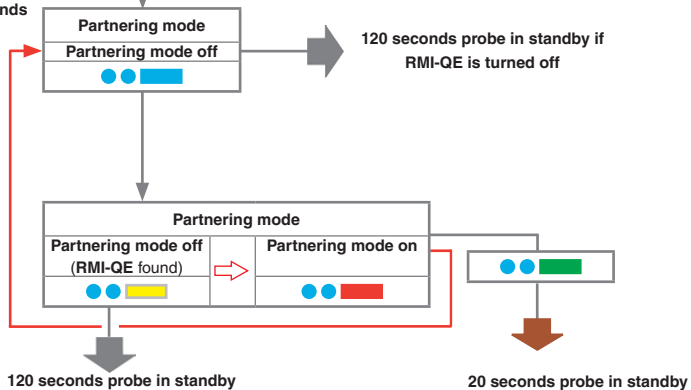 Partnering mode
Partnering mode off
120 seconds probe in standby if
RMI-QE is turned off
Partnering mode
Partnering mode off
(RMI-QE found)
Partnering mode on
120 seconds probe in standby
20 seconds probe in standby